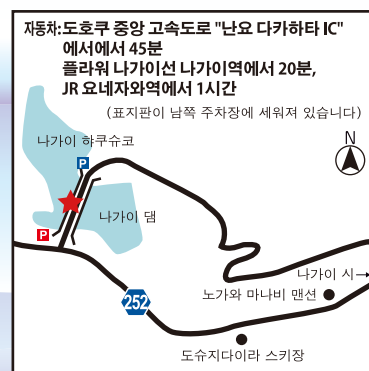 자동차:도호쿠 중앙 고속도로 "난요 다카하타 IC"
에서에서 45분
플라워 나가이선 나가이역에서 20분,
JR 요네자와역에서 1시간
(표지판이 남쪽 주차장에 세워져 있습니다)
나가이 햐쿠슈코
P
N
나가이 댐
P
나가이 시→
252
노가와 마나비 맨션
도슈지다이라 스키장